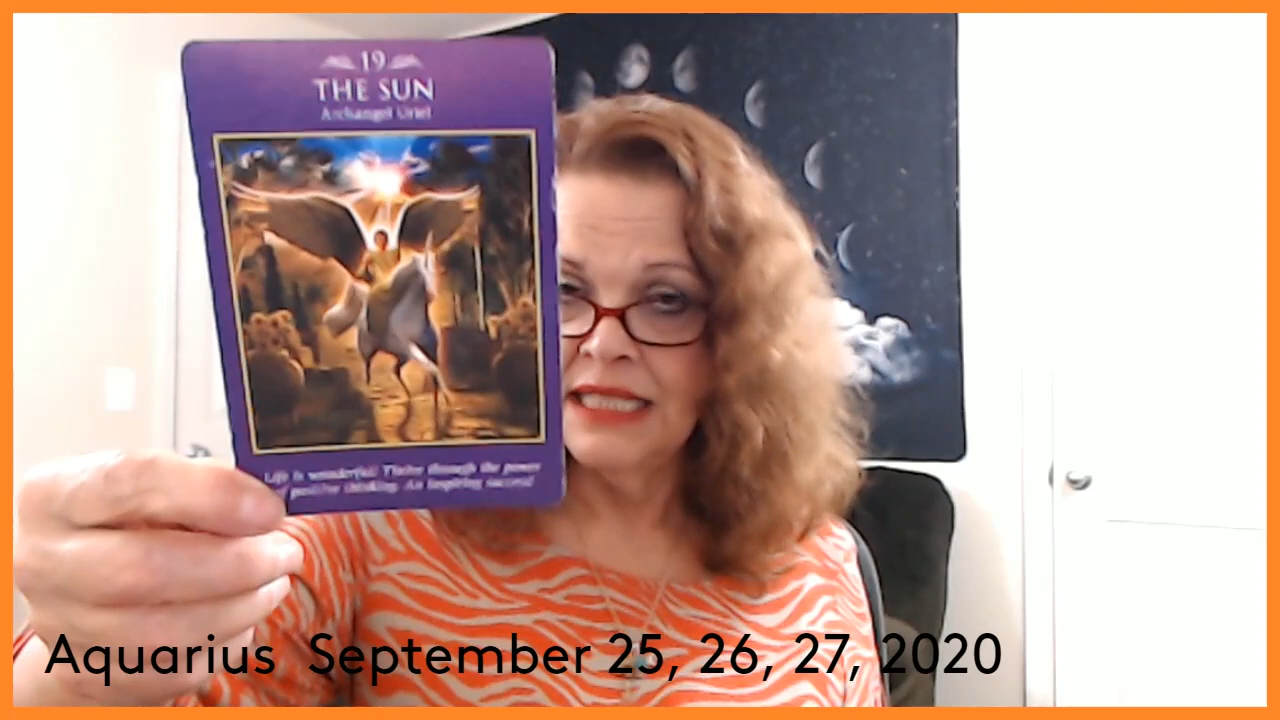 19
THE SUN
Archangel Uriel
Life is wonderful! Thrive through the power
of positive thinking. An inspiring success!
Aquarius September 25, 26, 27, 2020